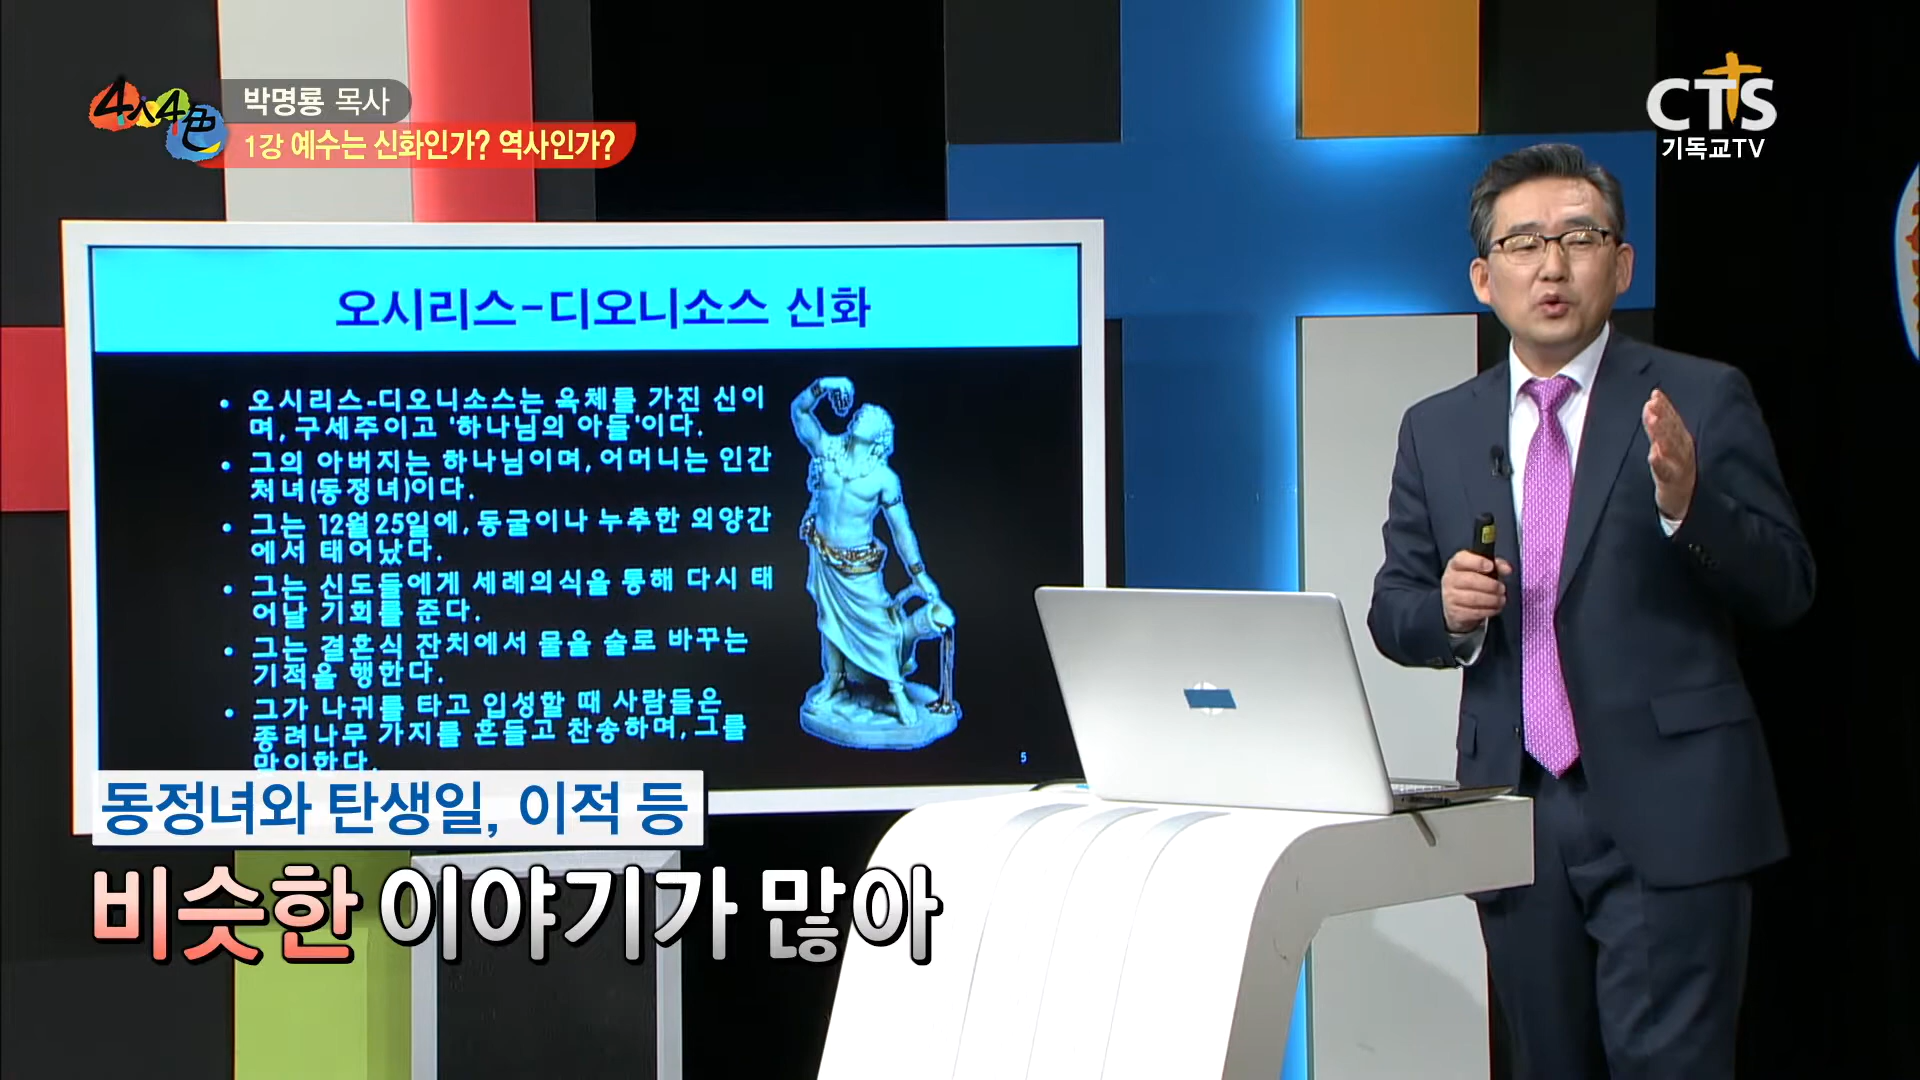 4人4色
박명룡 목사
1강 예수는 신화인가? 역사인가?
CTS
기독교TV
오시리스-디오니소스 신화
• 오시리스-디오니소스는 육체를 가진 신이
며, 구세주이고 '하나님의 아들'이다.
• 그의 아버지는 하나님이며, 어머니는 인간
처녀(동정녀)이다.
• 그는 12월 25일에, 동굴이나 누추한 외양간
에서 태어났다.
• 그는 신도들에게 세례의식을 통해 다시 태
어날 기회를 준다.
• 그는 결혼식 잔치에서 물을 술로 바꾸는
기적을 행한다.
• 그가 나귀를 타고 입성할 때 사람들은
종려나무 가지를 흔들고 찬송하며, 그를
맞이한다.
5
동정녀와 탄생일, 이적 등
비슷한 이야기가 많아